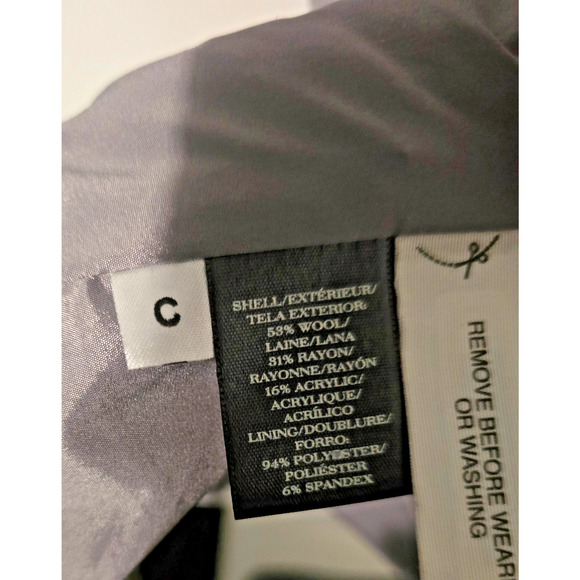 C
SHELL/EXTÉRIEUR/
TELA EXTERIOR:
53% WOOL/
LAINE/LANA
31% RAYON/
RAYONNE/RAYÓN
16% ACRYLIC/
ACRYLIQUE/
ACRÍLICO
LINING/DOUBLURE/
FORRO:
94% POLYESTER/
POLIÉSTER
6% SPANDEX
REMOVE BEFORE WEAR
OR WASHING